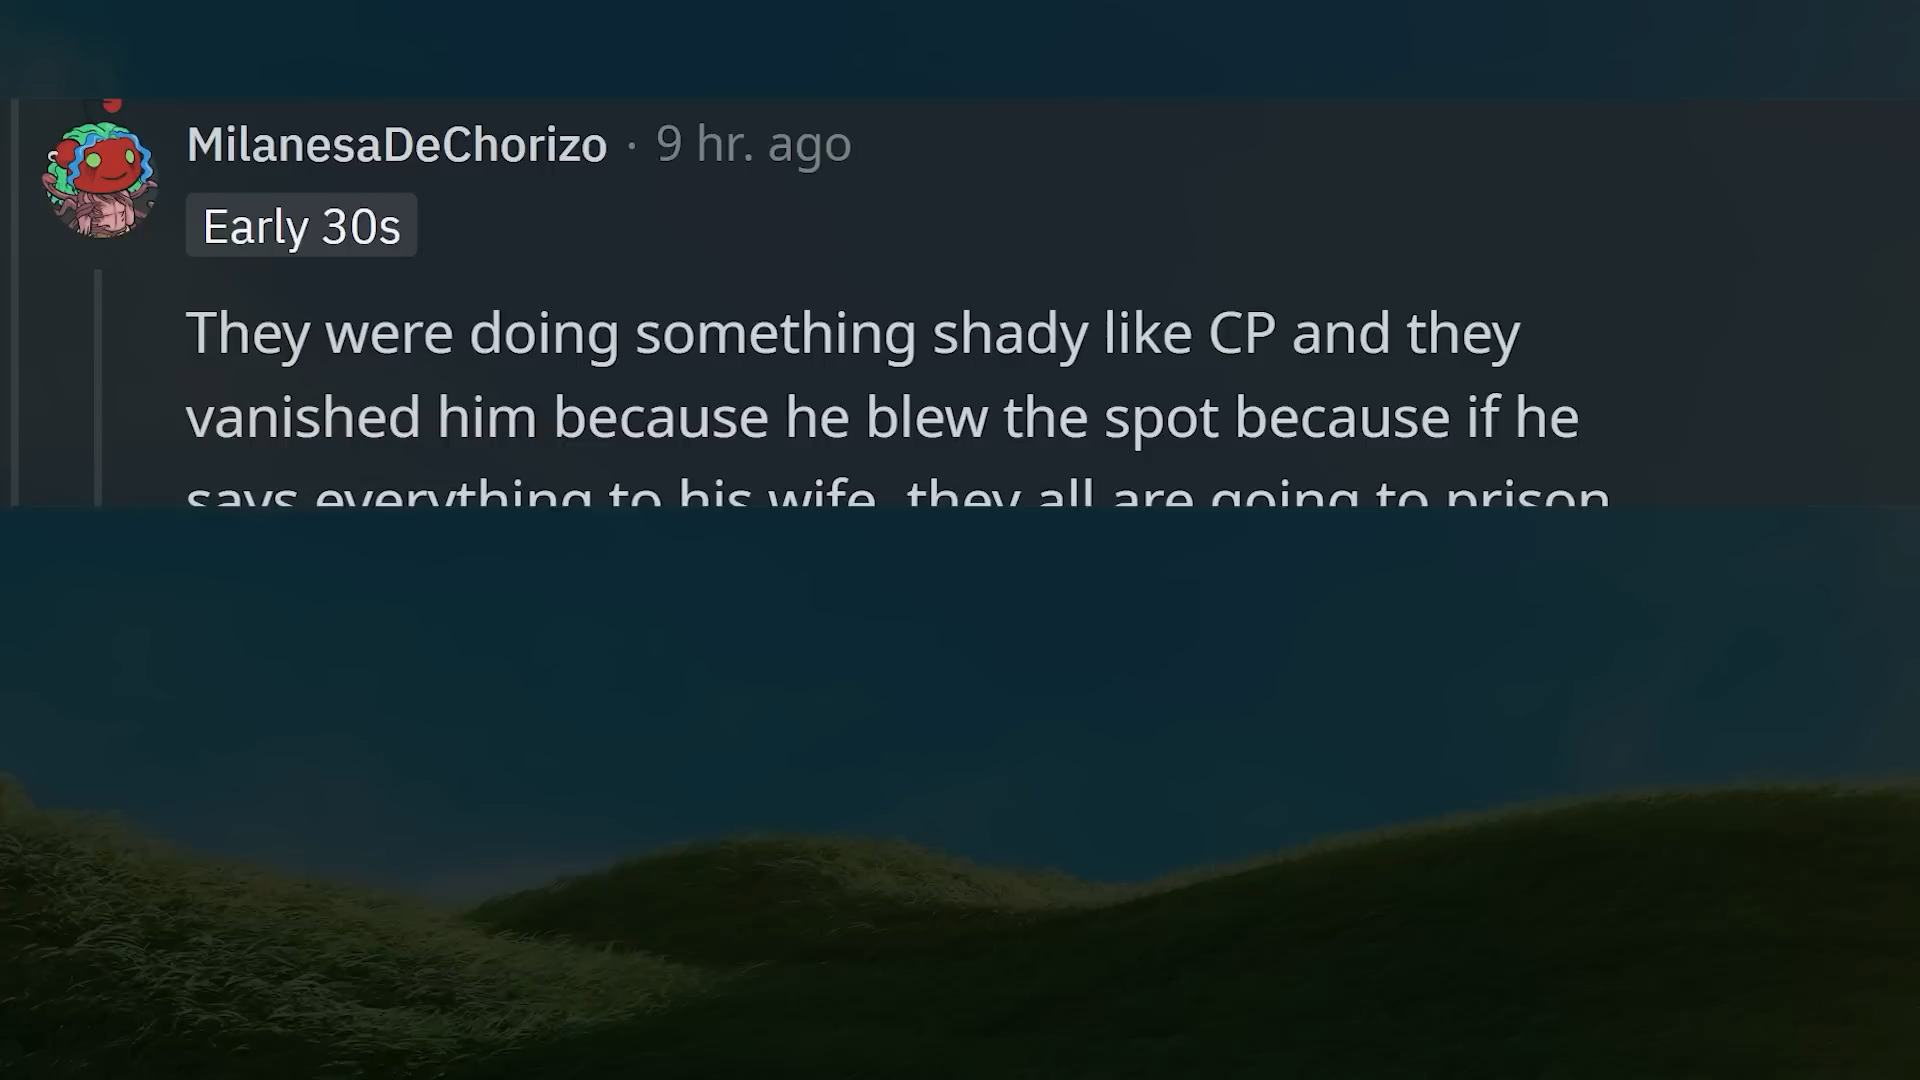 MilanesaDeChorizo · 9 hr. ago
Early 30s
They were doing something shady like CP and they
vanished him because he blew the spot because if he
says everything to his wife, they all are going to prison